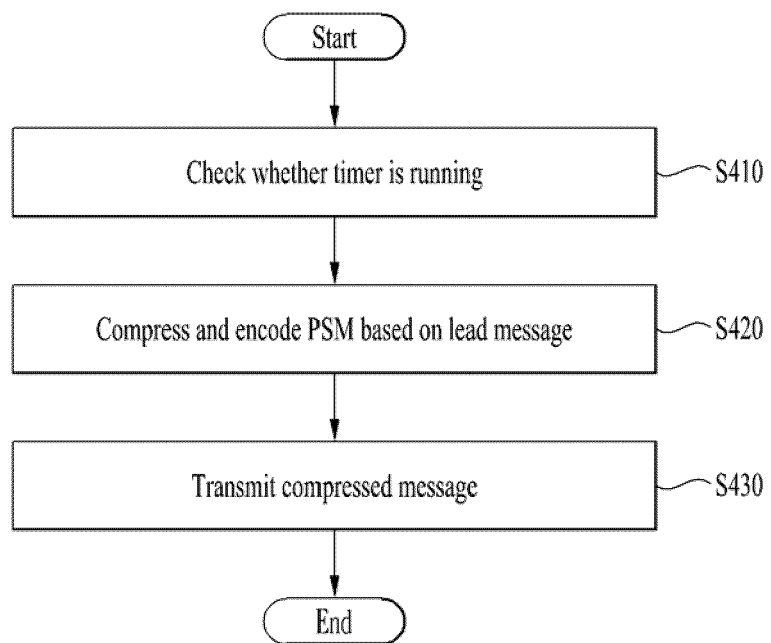 Start
Check whether timer is running
S410
Compress and encode PSM based on lead message
S420
Transmit compressed message
S430
End